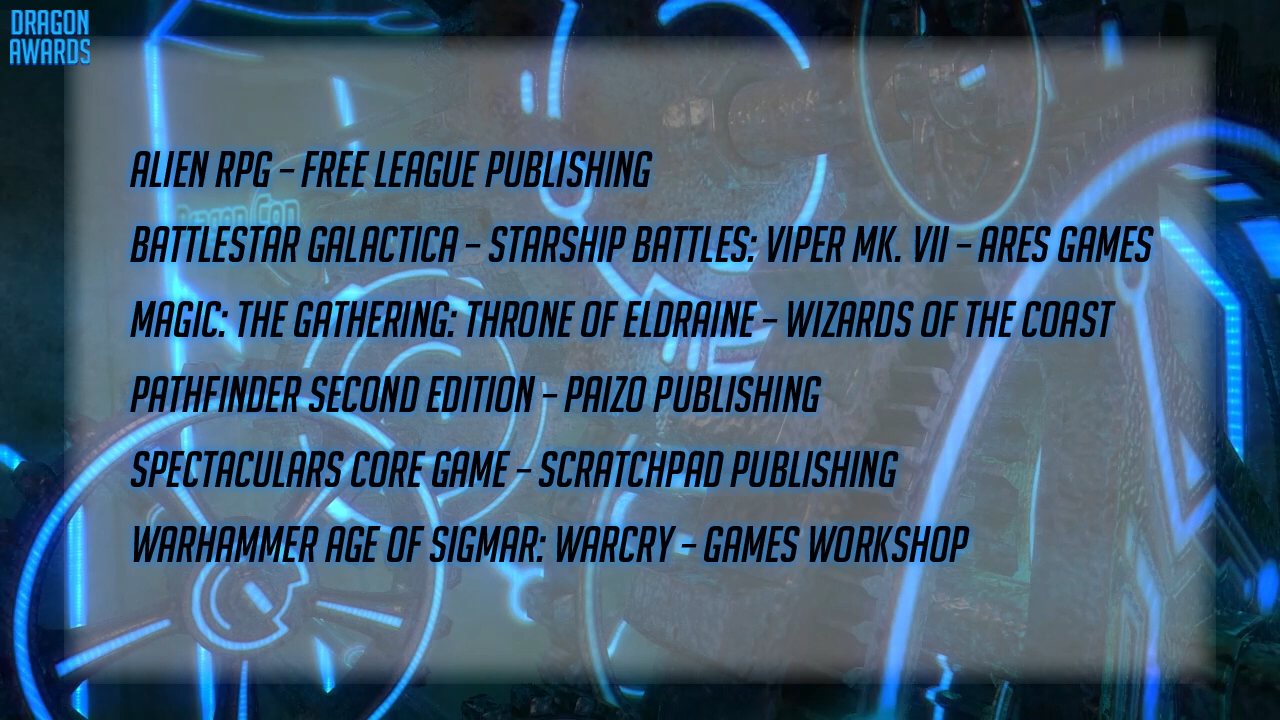 DRAGON
AWARDS
ALIEN RPG – FREE LEAGUE PUBLISHING
Dragon Con
BATTLESTAR GALACTICA – STARSHIP BATTLES: VIPER MK. VII – ARES GAMES
MAGIC: THE GATHERING: THRONE OF ELDRAINE – WIZARDS OF THE COAST
PATHFINDER SECOND EDITION – PAIZO PUBLISHING
SPECTACULARS CORE GAME – SCRATCHPAD PUBLISHING
WARHAMMER AGE OF SIGMAR: WARCRY – GAMES WORKSHOP